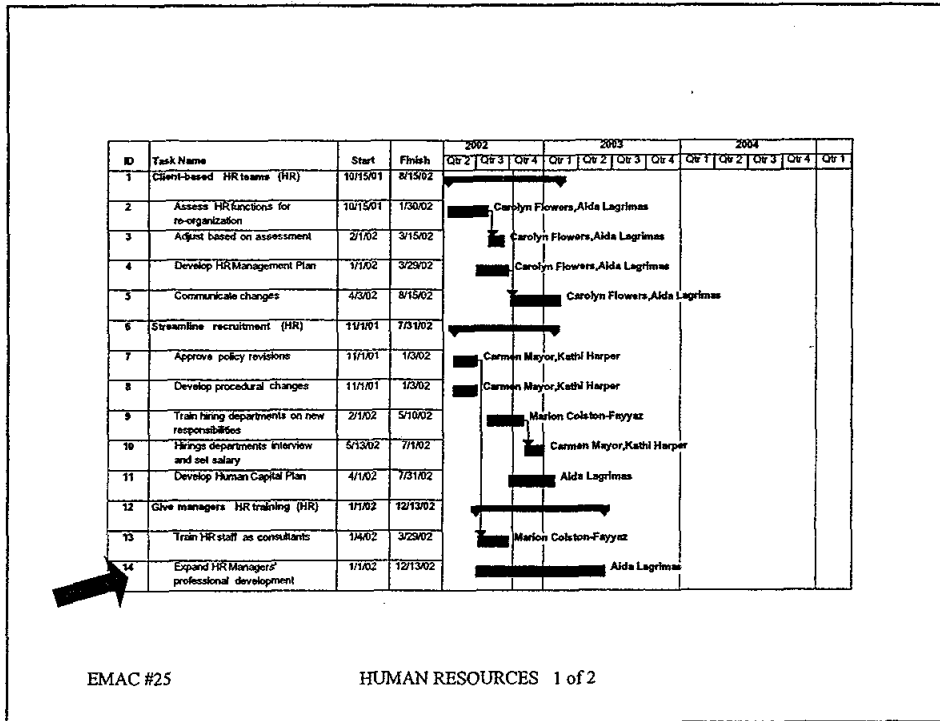 2002 2003 2004
ID Task Name Start Finish Qtr 2 Qtr 3 Qtr 4 Qtr 1 Qtr 2 Qtr 3 Qtr 4 Qtr 1 Qtr 2 Qtr 3 Qtr 4 Qtr 1
1 Client-based HR teams (HR) 10/15/01 8/15/02
2 Assess HR functions for re-organization 10/15/01 1/30/02 Carolyn Flowers,Aida Lagrimas
3 Adjust based on assessment 2/1/02 3/15/02 Carolyn Flowers,Aida Lagrimas
4 Develop HR Management Plan 1/1/02 3/29/02 Carolyn Flowers,Aida Lagrimas
5 Communicate changes 4/3/02 8/15/02 Carolyn Flowers,Aida Lagrimas
6 Streamline recruitment (HR) 11/1/01 7/31/02
7 Approve policy revisions 11/1/01 1/3/02 Carmen Mayor,Kathi Harper
8 Develop procedural changes 11/1/01 1/3/02 Carmen Mayor,Kathi Harper
9 Train hiring departments on new responsibilities 2/1/02 5/10/02 Marion Colston-Fayyaz
10 Hirings departments interview and set salary 5/13/02 7/1/02 Carmen Mayor,Kathi Harper
11 Develop Human Capital Plan 4/1/02 7/31/02 Aida Lagrimas
12 Give managers HR training (HR) 1/1/02 12/13/02
13 Train HR staff as consultants 1/4/02 3/29/02 Marion Colston-Fayyaz
14 Expand HR Managers' professional development 1/1/02 12/13/02 Aida Lagrimas
EMAC #25 HUMAN RESOURCES 1 of 2